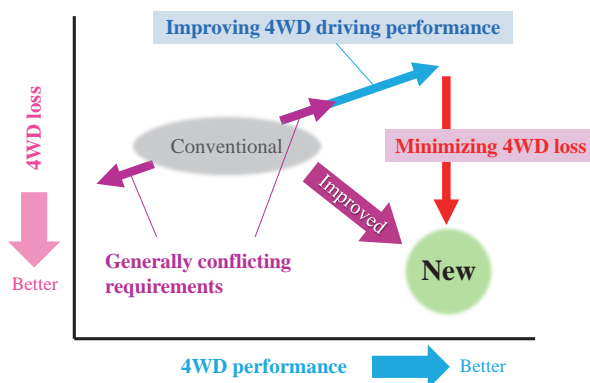 Improving 4WD driving performance
4WD loss
Conventional
Minimizing 4WD loss
Improved
Generally conflicting
requirements
New
Better
4WD performance
Better